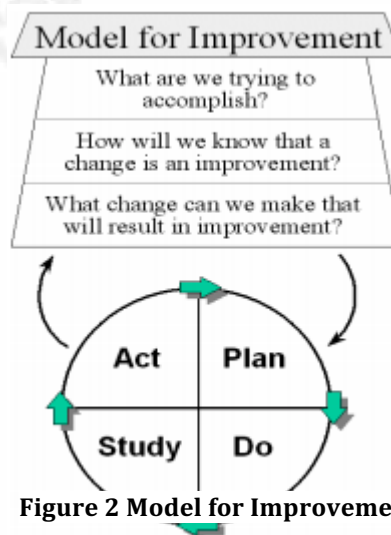 Model for Improvement
What are we trying to
accomplish?
How will we know that a
change is an improvement?
What change can we make that
will result in improvement?
Act
Plan
Study
Do
Figure 2 Model for Improveme